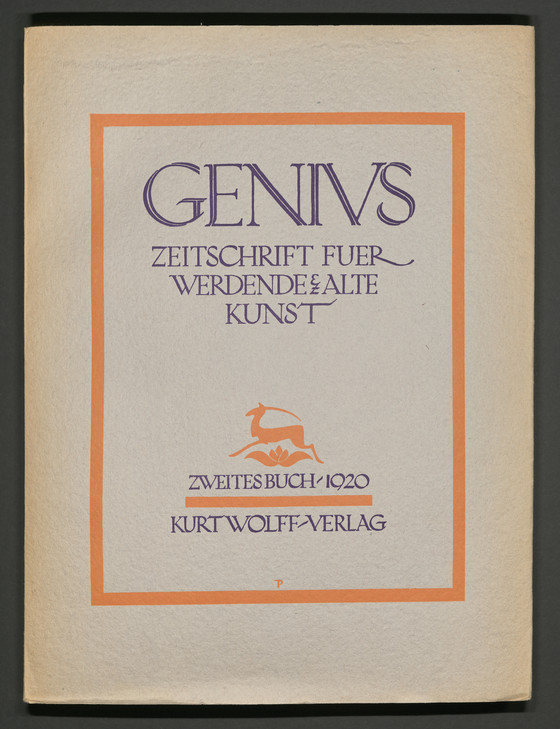 GENIVS
ZEITSCHRIFT FUER
WERDENDE & ALTE
KUNST
ZWEITES BUCH-1920
KURT WOLFF-VERLAG